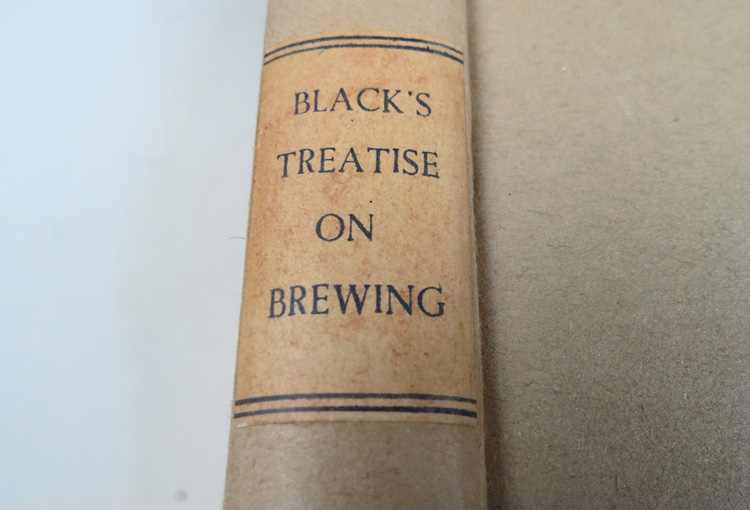 BLACK'S
TREATISE
ON
BREWING